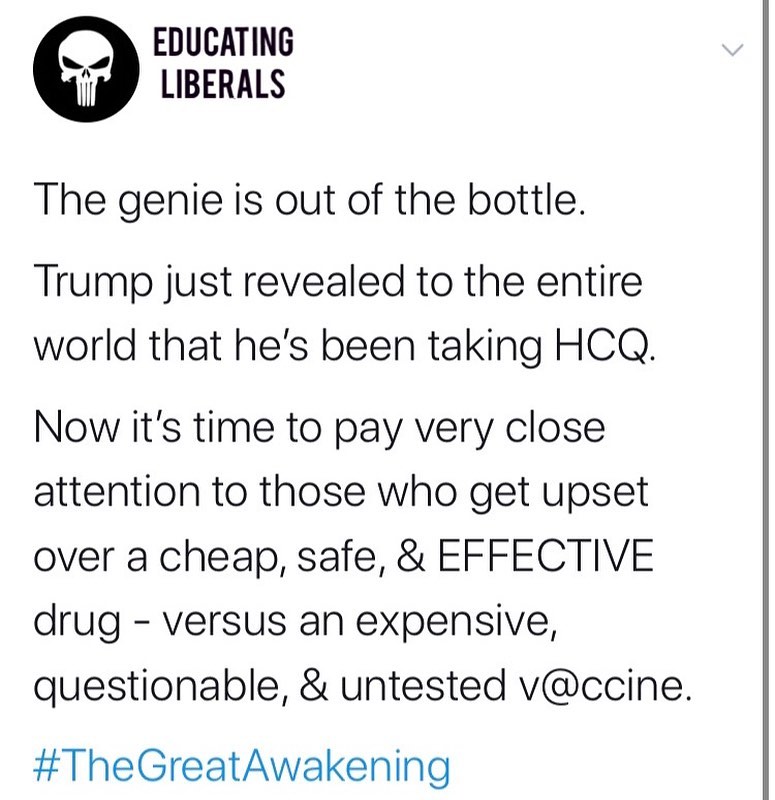 EDUCATING
LIBERALS
The genie is out of the bottle.
Trump just revealed to the entire
world that he's been taking HCQ.
Now it's time to pay very close
attention to those who get upset
over a cheap, safe, & EFFECTIVE
drug - versus an expensive,
questionable, & untested v@ccine.
#TheGreatAwakening